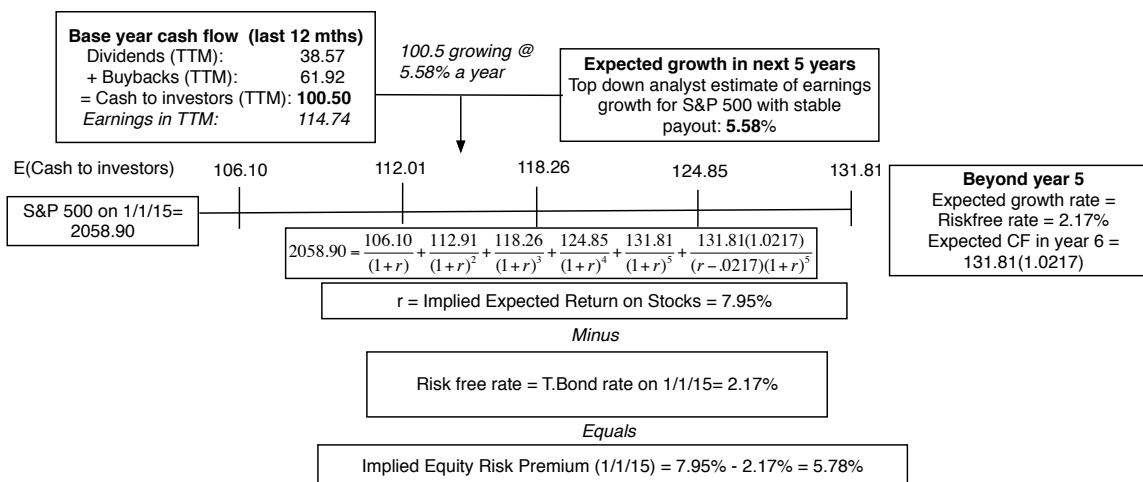 Base year cash flow (last 12 mths)
Dividends (TTM): 38.57
+ Buybacks (TTM): 61.92
= Cash to investors (TTM): 100.50
Earnings in TTM: 114.74
100.5 growing @
5.58% a year
Expected growth in next 5 years
Top down analyst estimate of earnings
growth for S&P 500 with stable
payout: 5.58%
E(Cash to investors) 106.10 112.01 118.26 124.85 131.81
S&P 500 on 1/1/15=
2058.90
Beyond year 5
Expected growth rate =
Riskfree rate = 2.17%
Expected CF in year 6 =
131.81(1.0217)
2058.90 = 106.10/(1+r) + 112.91/(1+r)^2 + 118.26/(1+r)^3 + 124.85/(1+r)^4 + 131.81/(1+r)^5 + 131.81(1.0217)/((r−.0217)(1+r)^5)
r = Implied Expected Return on Stocks = 7.95%
Minus
Risk free rate = T.Bond rate on 1/1/15= 2.17%
Equals
Implied Equity Risk Premium (1/1/15) = 7.95% - 2.17% = 5.78%